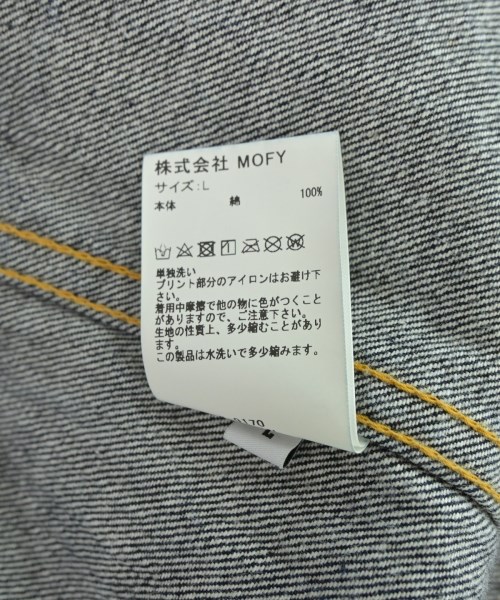 株式会社 MOFY
サイズ:L
本体 綿 100%
単独洗い
プリント部分のアイロンはお避け下
さい。
着用中摩擦で他の物に色がつくこと
がありますので、ご注意下さい。
生地の性質上、多少縮むことがあり
ます。
この製品は水洗いで多少縮みます。